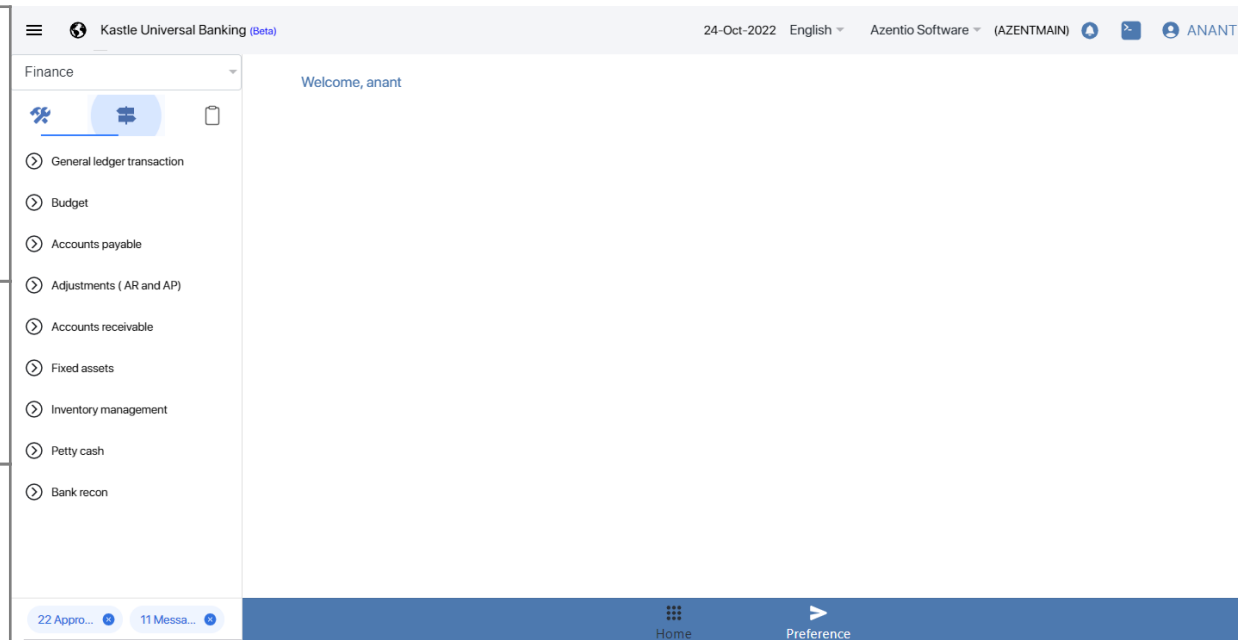 Kastle Universal Banking (Beta)
24-Oct-2022 English Azentio Software (AZENTMAIN) ANANT
Finance
Welcome, anant
General ledger transaction
Budget
Accounts payable
Adjustments ( AR and AP)
Accounts receivable
Fixed assets
Inventory management
Petty cash
Bank recon
22 Appro... 11 Messa...
Home Preference